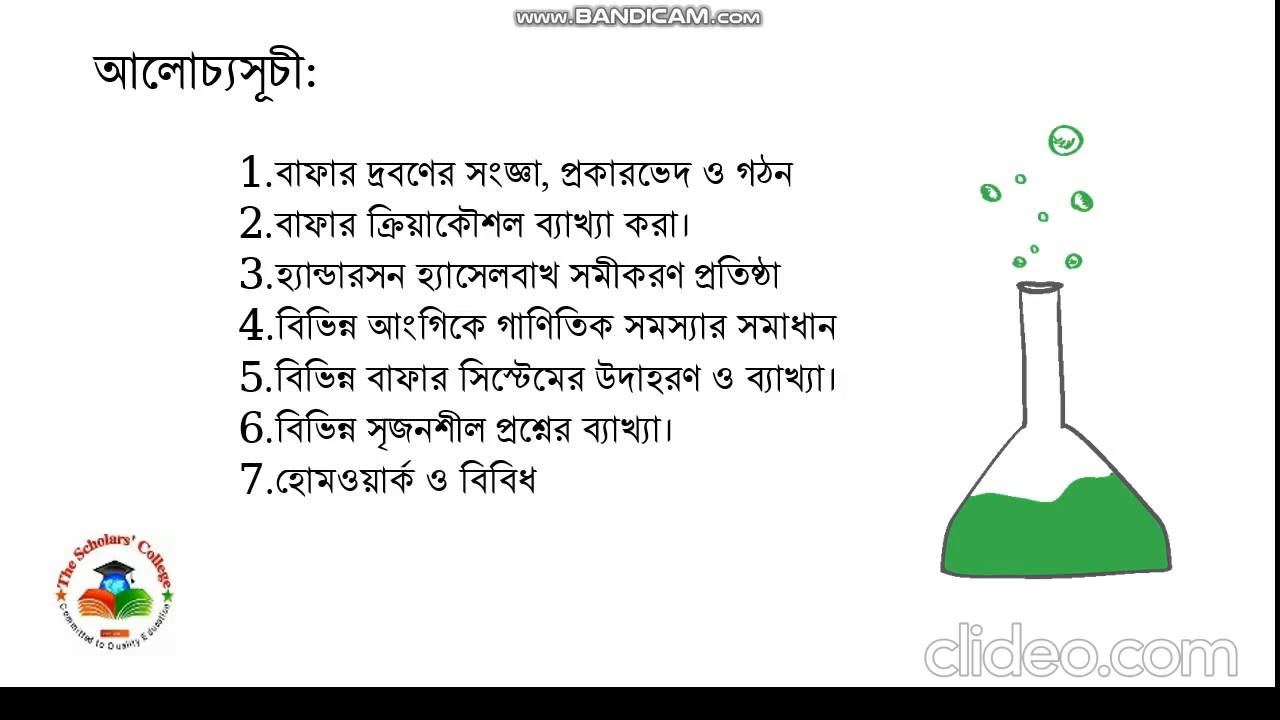 www.BANDICAM.com
আলোচ্যসূচী:
1.বাফার দ্রবণের সংজ্ঞা, প্রকারভেদ ও গঠন
2.বাফার ক্রিয়াকৌশল ব্যাখ্যা করা।
3.হ্যান্ডারসন হ্যাসেলবাখ সমীকরণ প্রতিষ্ঠা
4.বিভিন্ন আংগিকে গাণিতিক সমস্যার সমাধান
5.বিভিন্ন বাফার সিস্টেমের উদাহরণ ও ব্যাখ্যা।
6.বিভিন্ন সৃজনশীল প্রশ্নের ব্যাখ্যা।
7.হোমওয়ার্ক ও বিবিধ
The Scholars' College
Committed to Quality Education
clideo.com